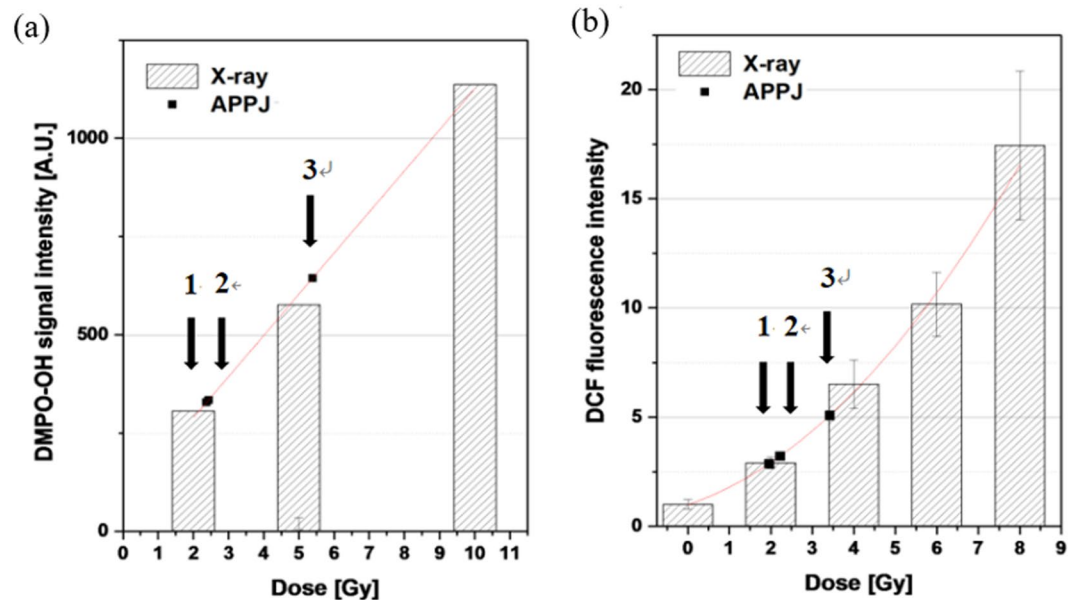 (a)
X-ray
APPJ
DMPO-OH signal intensity [A.U.]
1000
500
0
1
2←
3↲
0 1 2 3 4 5 6 7 8 9 10 11
Dose [Gy]
(b)
X-ray
APPJ
DCF fluorescence intensity
20
15
10
5
0
1
2←
3↲
0 1 2 3 4 5 6 7 8 9
Dose [Gy]